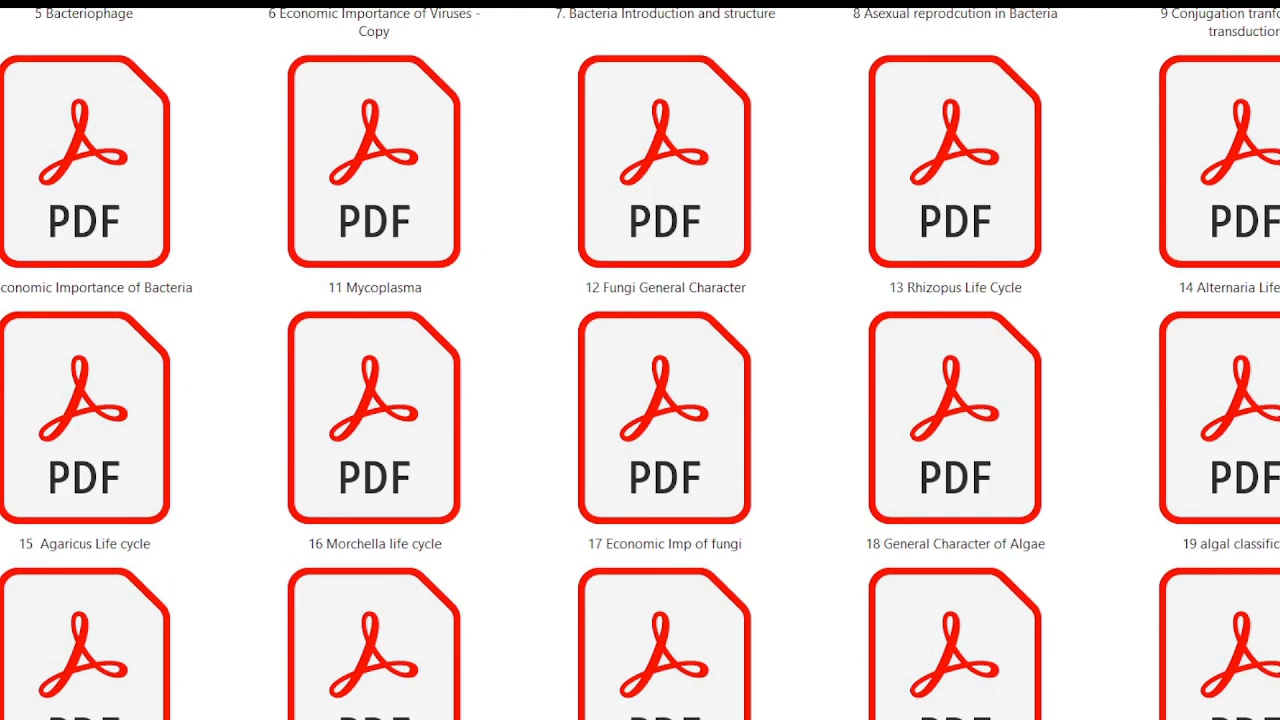 5 Bacteriophage
6 Economic Importance of Viruses -
Copy
7. Bacteria Introduction and structure
8 Asexual reprodcution in Bacteria
9 Conjugation
PDF
PDF
PDF
PDF
PDF
Importance of Bacteria
11 Mycoplasma
12 Fungi General Character
13 Rhizopus Life Cycle
14 Alternaria Life
PDF
PDF
PDF
PDF
PDF
15 Agaricus Life cycle
16 Morchella life cycle
17 Economic Imp of fungi
18 General Character of Algae
19 algal